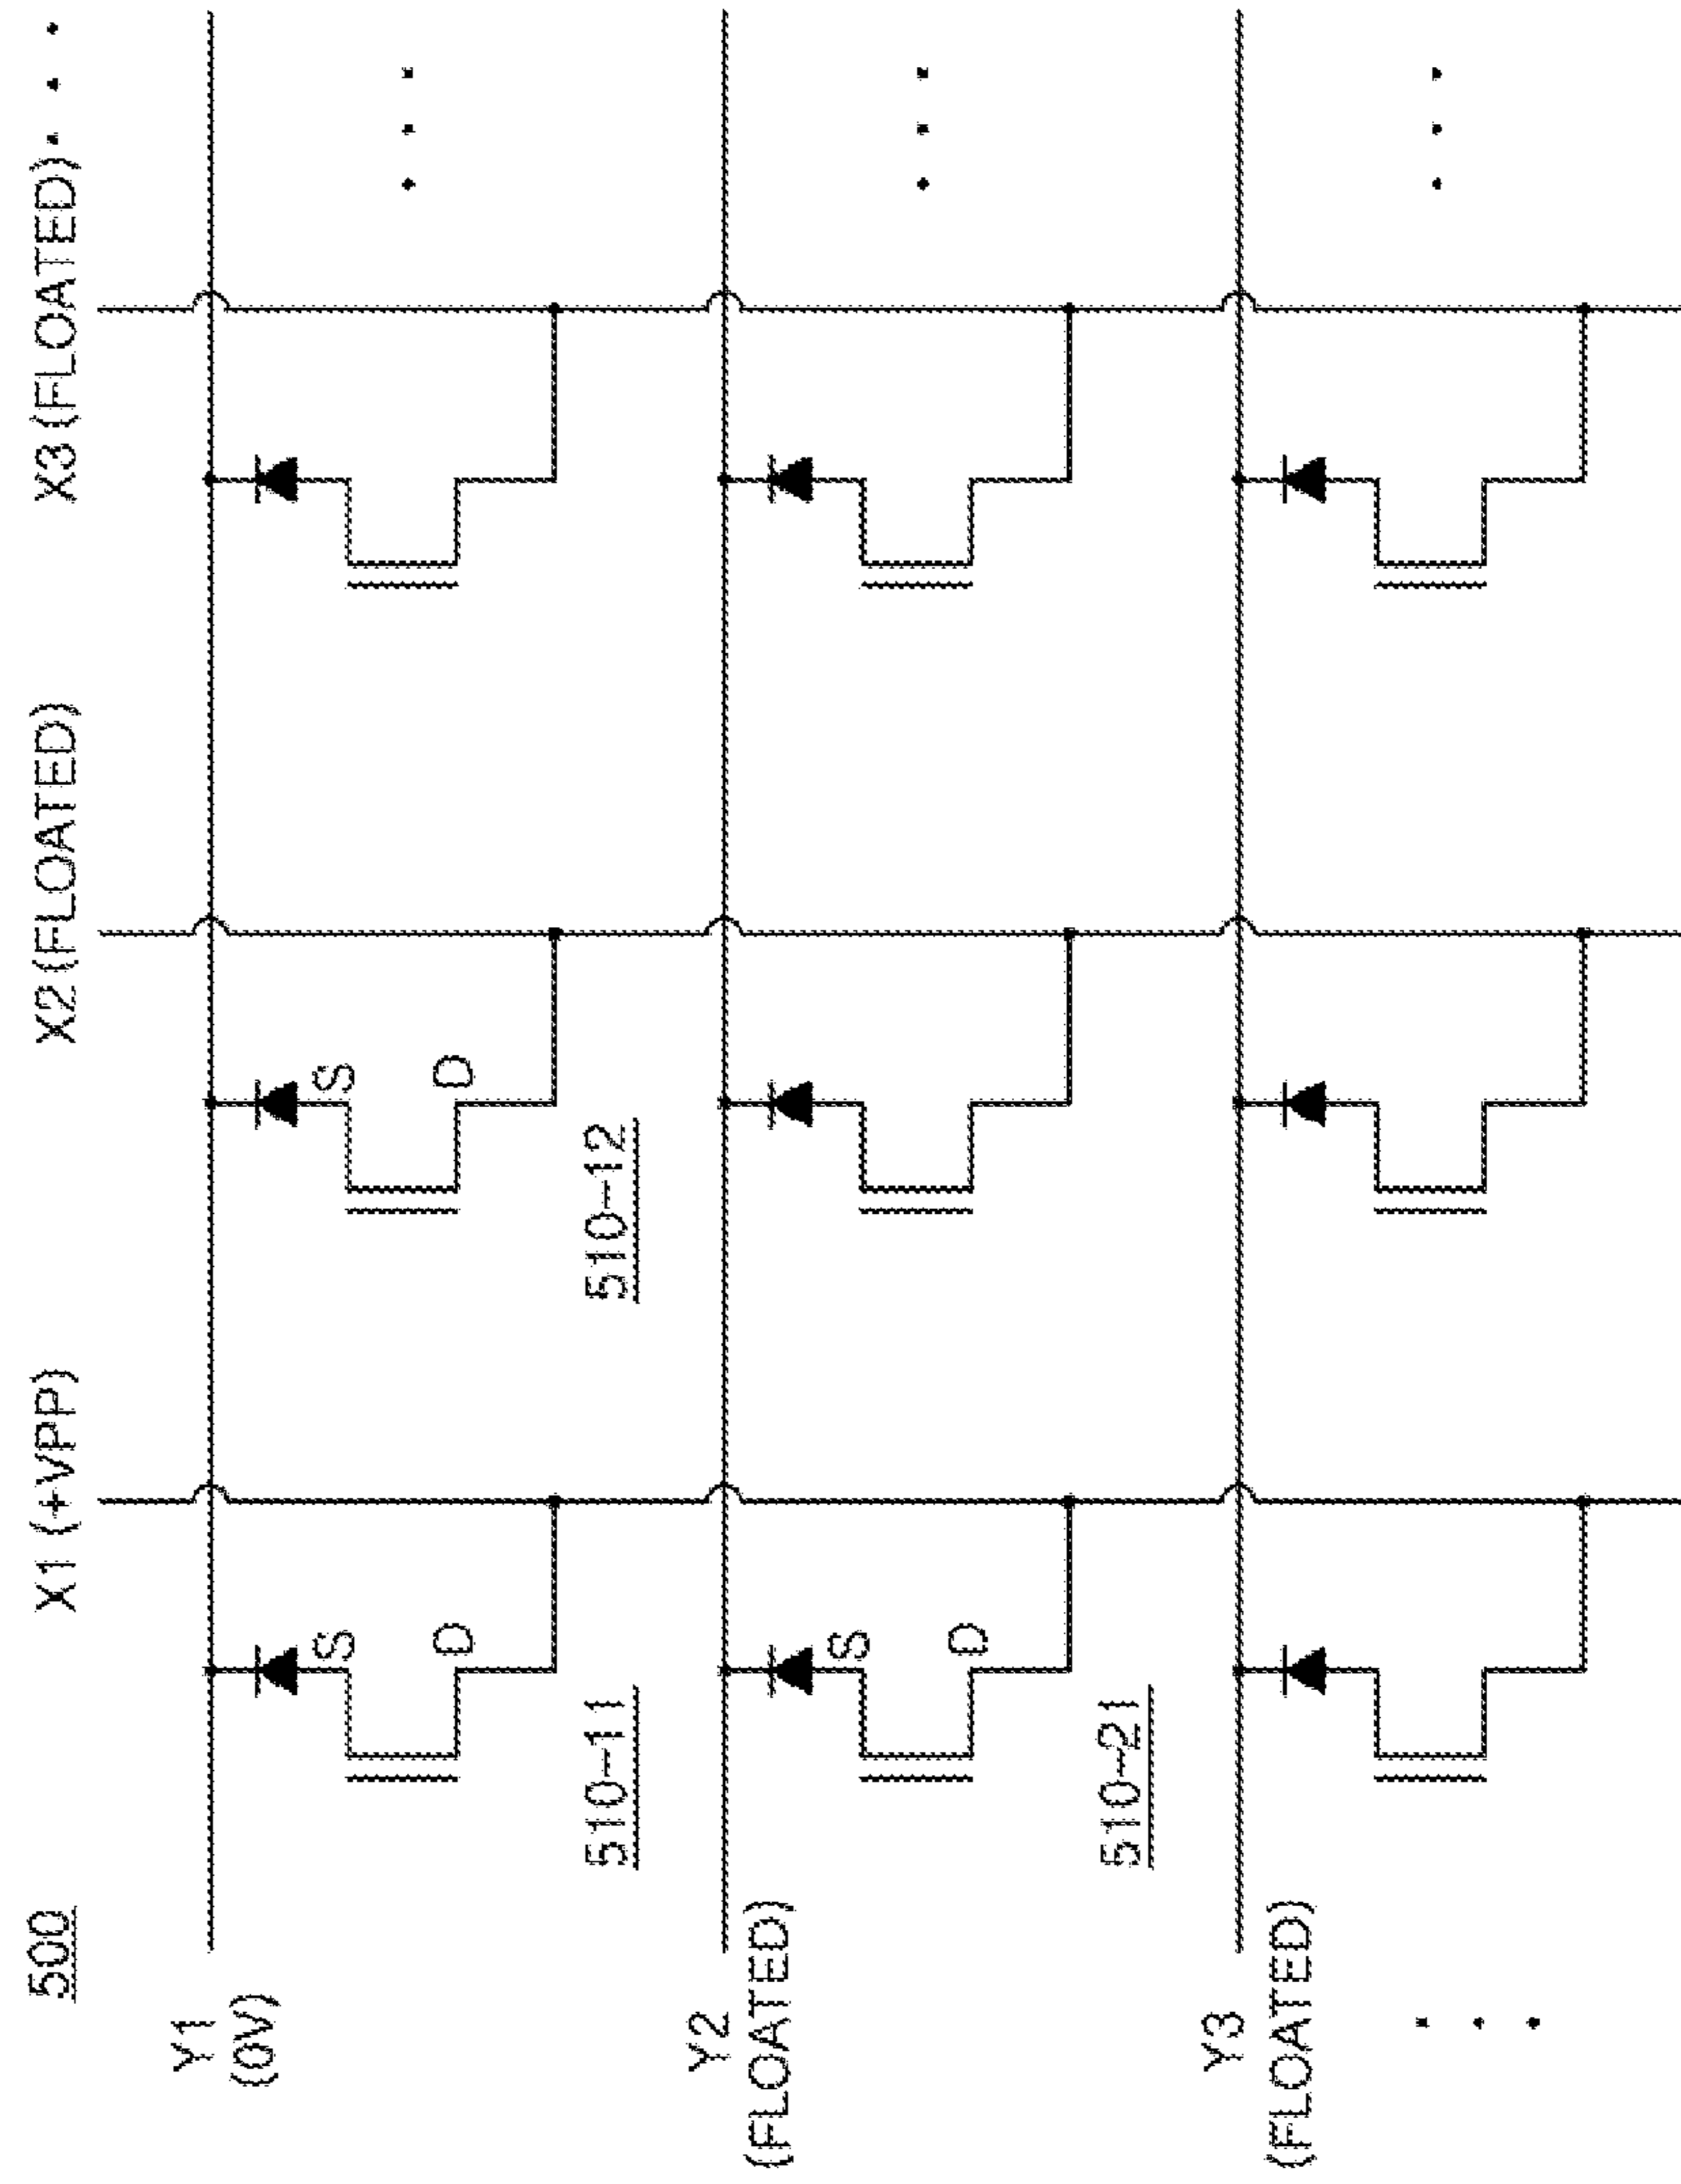 500
X1 (+VPP)
X2 (FLOATED)
X3 (FLOATED) . . .
Y1
(0V)
S
S
D
D
510-11
510-12
Y2
(FLOATED)
S
D
510-21
Y3
(FLOATED)